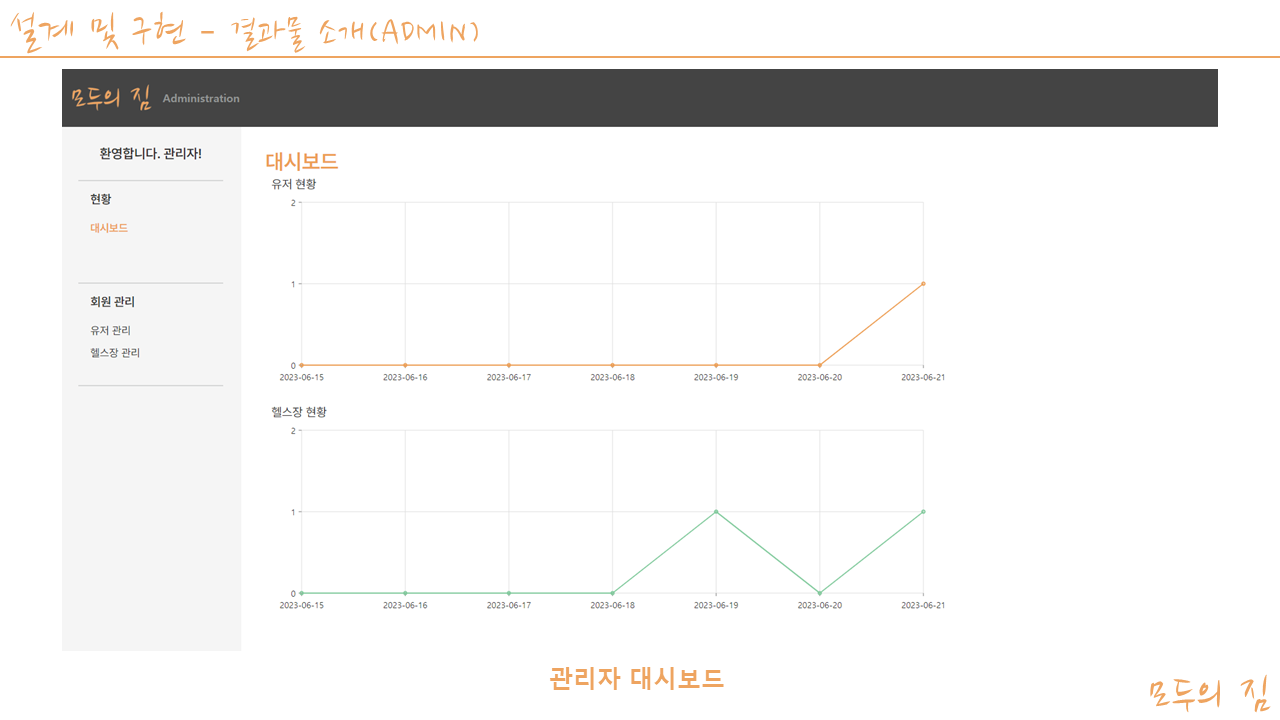 설계 및 구현 - 결과물 소개(ADMIN)
모두의 짐 Administration
환영합니다. 관리자!
현황
대시보드
회원 관리
유저 관리
헬스장 관리
대시보드
유저 현황
2
1
0
2023-06-15 2023-06-16 2023-06-17 2023-06-18 2023-06-19 2023-06-20 2023-06-21
헬스장 현황
2
1
0
2023-06-15 2023-06-16 2023-06-17 2023-06-18 2023-06-19 2023-06-20 2023-06-21
관리자 대시보드
모두의 짐